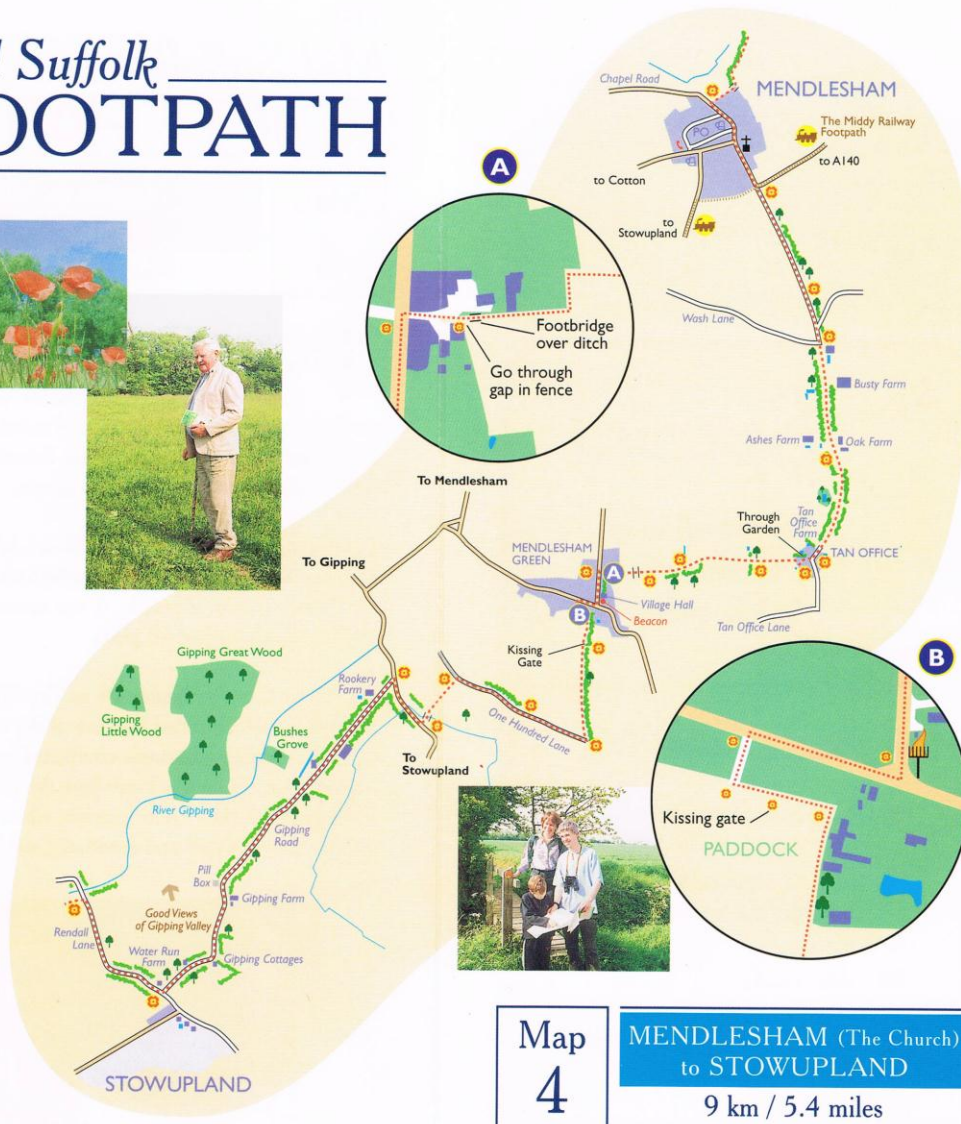 Suffolk
OOTPATH
Chapel Road
MENDLESHAM
PO
The Middy Railway
Footpath
to A140
to Cotton
to
Stowupland
A
Footbridge
over ditch
Go through
gap in fence
Wash Lane
Busty Farm
Ashes Farm
Oak Farm
To Mendlesham
Through
Garden
Tan
Office
Farm
TAN OFFICE
To Gipping
MENDLESHAM
GREEN
A
Village Hall
B
Beacon
Tan Office Lane
Kissing
Gate
B
Gipping Great Wood
Rookery
Farm
Gipping
Little Wood
Bushes
Grove
One Hundred Lane
To
Stowupland
River Gipping
Gipping
Road
Kissing gate
PADDOCK
Pill
Box
Gipping Farm
Good Views
of Gipping Valley
Rendall
Lane
Water Run
Farm
Gipping Cottages
STOWUPLAND
Map
4
MENDLESHAM (The Church)
to STOWUPLAND
9 km / 5.4 miles